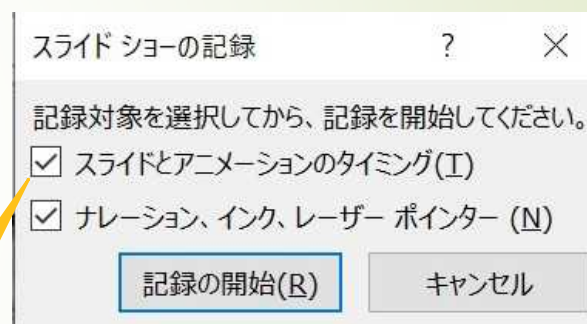 スライド ショーの記録 ? ×
記録対象を選択してから、記録を開始してください。
スライドとアニメーションのタイミング(T)
ナレーション、インク、レーザー ポインター (N)
記録の開始(R) キャンセル